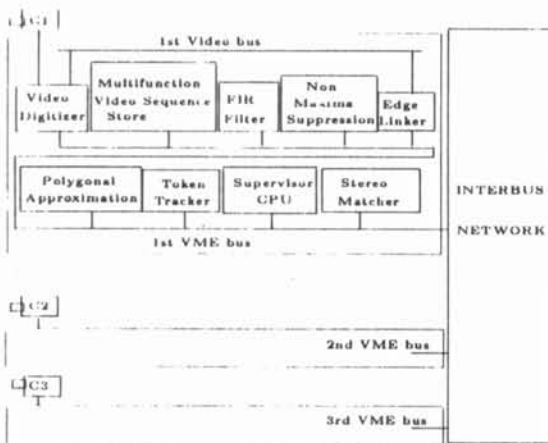 C1
1st Video bus
Video
Digitizer
Multifunction
Video Sequence
Store
FIR
Filter
Non
Maxima
Suppression
Edge
Linker
Polygonal
Approximation
Token
Tracker
Supervisor
CPU
Stereo
Matcher
INTERBUS
NETWORK
1st VME bus
C2
2nd VME bus
C3
3rd VME bus